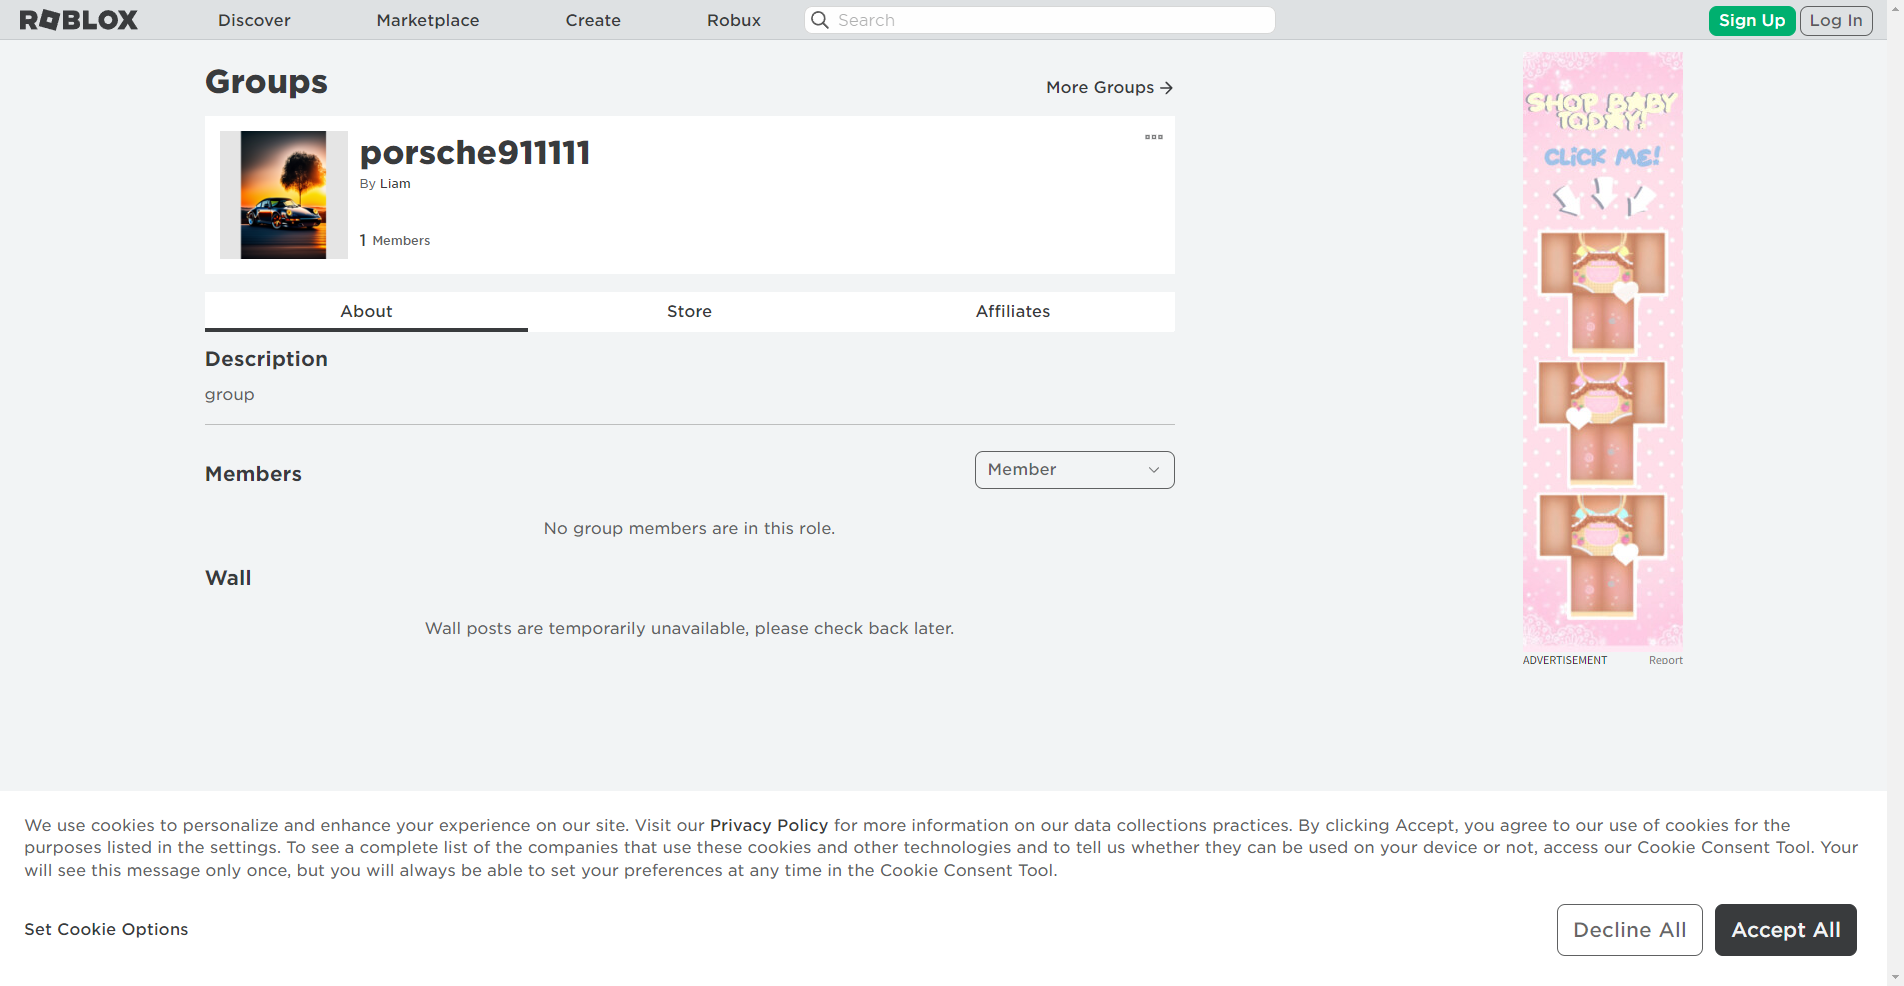 ROBLOX
Discover
Marketplace
Create
Robux
Search
Sign Up
Log In
Groups
More Groups
porsche911111
By Liam
1 Members
About
Store
Affiliates
Description
group
Members
Member
No group members are in this role.
Wall
Wall posts are temporarily unavailable, please check back later.
SHOP BABY
TODAY!
CLICK ME!
ADVERTISEMENT
Report
We use cookies to personalize and enhance your experience on our site. Visit our Privacy Policy for more information on our data collections practices. By clicking Accept, you agree to our use of cookies for the
purposes listed in the settings. To see a complete list of the companies that use these cookies and other technologies and to tell us whether they can be used on your device or not, access our Cookie Consent Tool. Your
will see this message only once, but you will always be able to set your preferences at any time in the Cookie Consent Tool.
Set Cookie Options
Decline All
Accept All